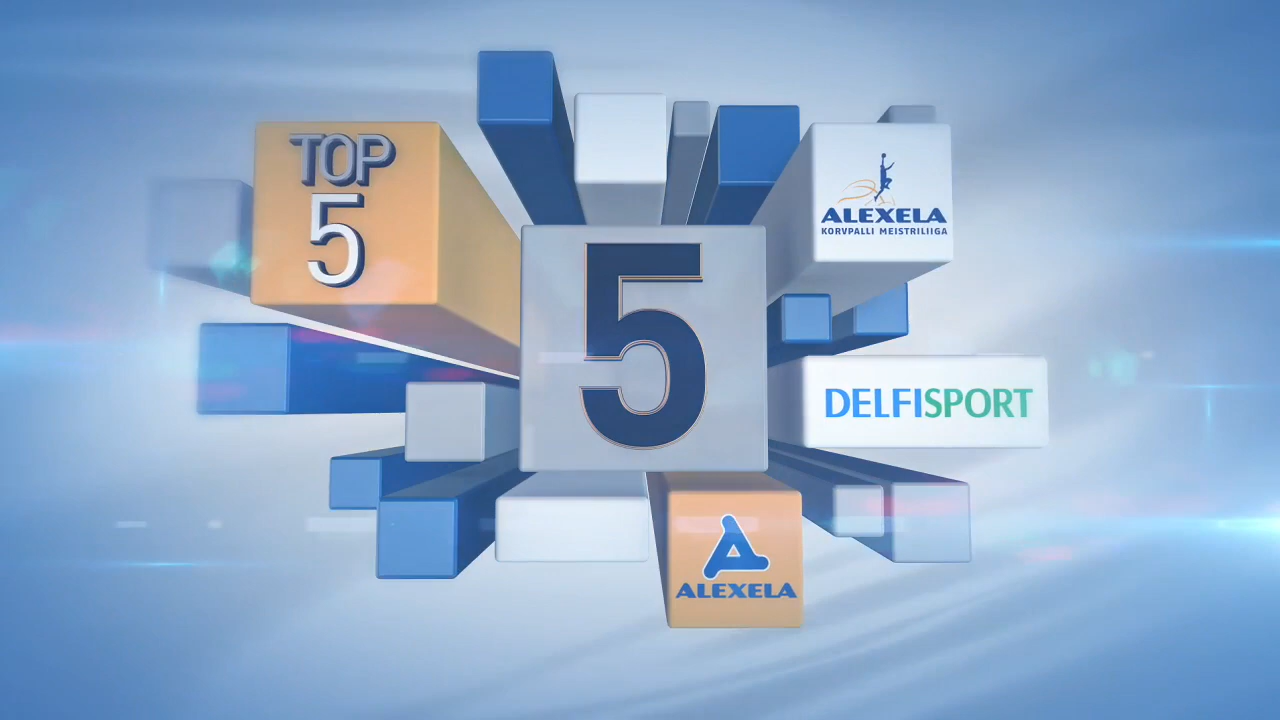 TOP
5
5
ALEXELA
KORVPALLI MEISTRILIIGA
DELFISPORT
ALEXELA